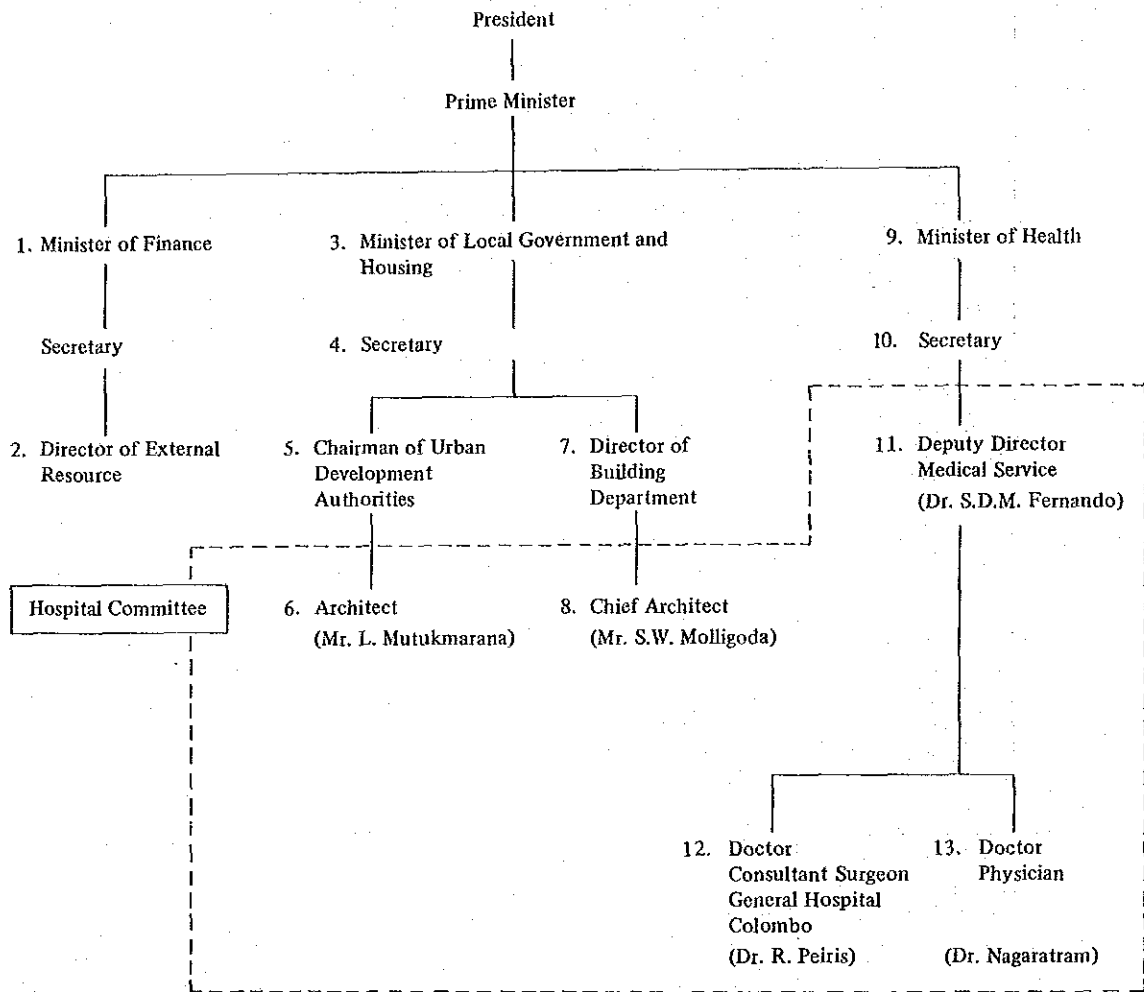 President
Prime Minister
1. Minister of Finance
3. Minister of Local Government and
Housing
9. Minister of Health
Secretary
4. Secretary
10. Secretary
2. Director of External
Resource
5. Chairman of Urban
Development
Authorities
7. Director of
Building
Department
11. Deputy Director
Medical Service
(Dr. S.D.M. Fernando)
Hospital Committee
6. Architect
(Mr. L. Mutukmarana)
8. Chief Architect
(Mr. S.W. Molligoda)
12. Doctor
Consultant Surgeon
General Hospital
Colombo
(Dr. R. Peiris)
13. Doctor
Physician
(Dr. Nagaratram)